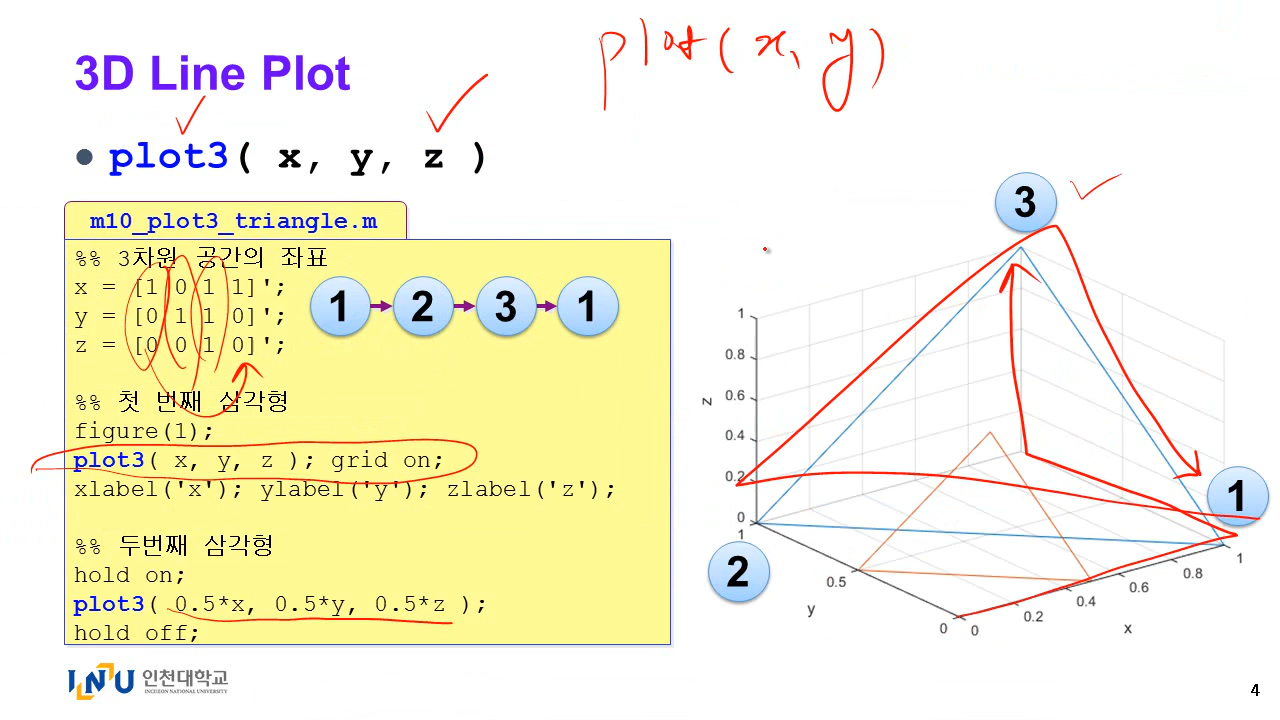 plot(x, y)
3D Line Plot
● plot3( x, y, z )
m10_plot3_triangle.m
%% 3차원 공간의 좌표
x = [1 0 1 1]';
y = [0 1 1 0]';
z = [0 0 1 0]';
1 2 3 1
%% 첫 번째 삼각형
figure(1);
plot3( x, y, z ); grid on;
xlabel('x'); ylabel('y'); zlabel('z');
%% 두번째 삼각형
hold on;
plot3( 0.5*x, 0.5*y, 0.5*z );
hold off;
3
1
0.8
0.6
0.4
0.2
0
z
1
2
1
0.5
0
y
0
0.2
0.4
0.6
0.8
1
x
INU 인천대학교
INCHEON NATIONAL UNIVERSITY
4